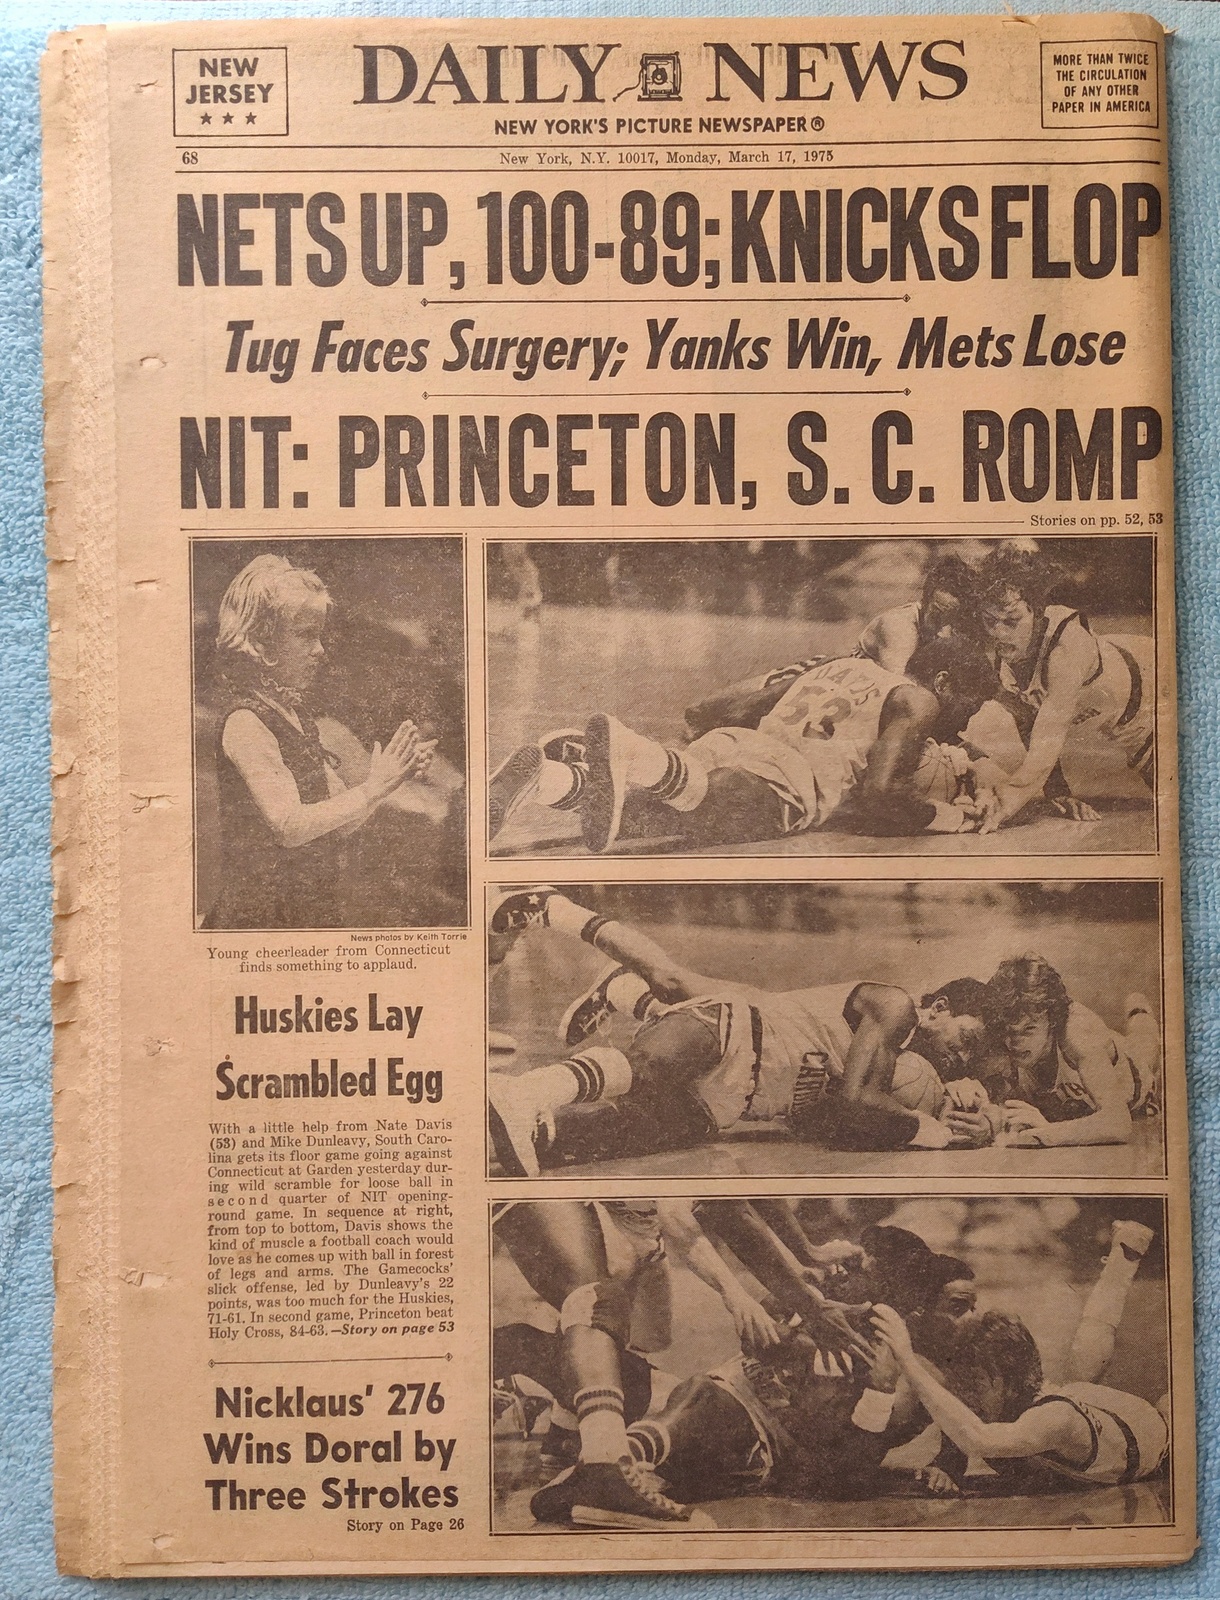 NEW
JERSEY
★ ★ ★
DAILY NEWS
NEW YORK'S PICTURE NEWSPAPER®
MORE THAN TWICE
THE CIRCULATION
OF ANY OTHER
PAPER IN AMERICA
68
New York, N.Y. 10017, Monday, March 17, 1975
NETS UP, 100-89; KNICKS FLOP
Tug Faces Surgery; Yanks Win, Mets Lose
NIT: PRINCETON, S. C. ROMP
Stories on pp. 52, 53
DAVIS
53
News photos by Keith Torrie
Young cheerleader from Connecticut
finds something to applaud.
Huskies Lay
Scrambled Egg
With a little help from Nate Davis
(53) and Mike Dunleavy, South Caro-
lina gets its floor game going against
Connecticut at Garden yesterday dur-
ing wild scramble for loose ball in
second quarter of NIT opening-
round game. In sequence at right,
from top to bottom, Davis shows the
kind of muscle a football coach would
love as he comes up with ball in forest
of legs and arms. The Gamecocks'
slick offense, led by Dunleavy's 22
points, was too much for the Huskies,
71-61. In second game, Princeton beat
Holy Cross, 84-63. —Story on page 53
Nicklaus' 276
Wins Doral by
Three Strokes
Story on Page 26